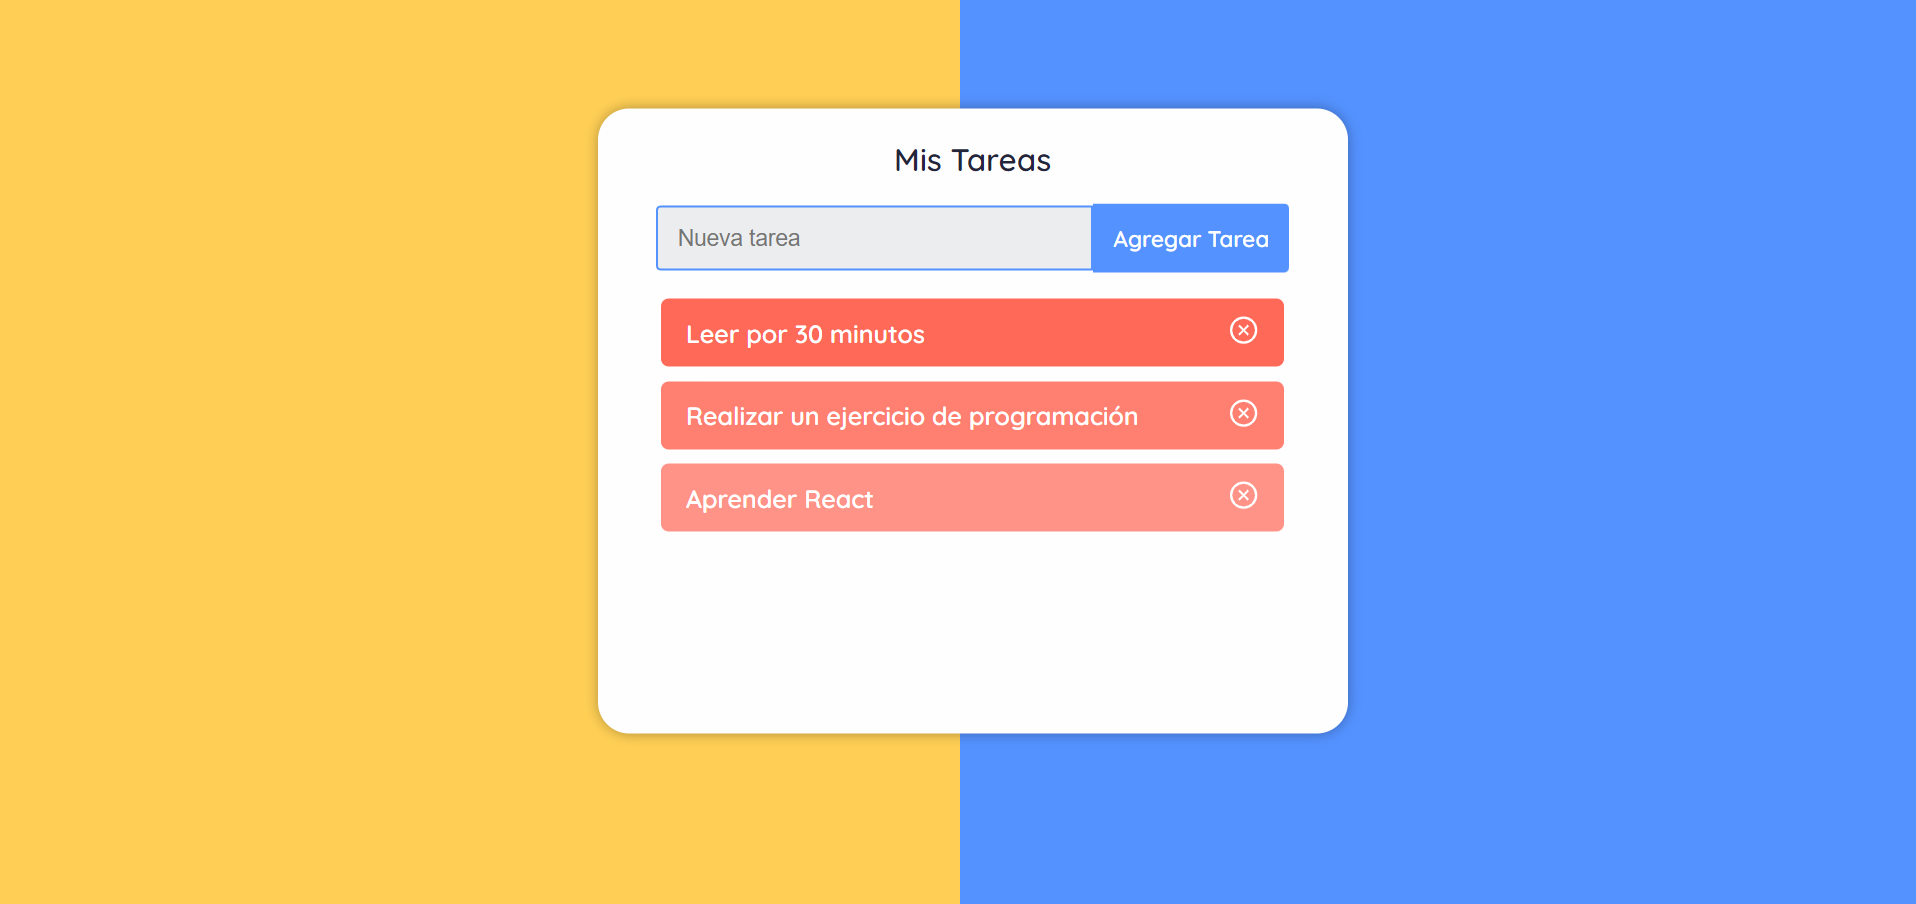 Mis Tareas
Nueva tarea
Agregar Tarea
Leer por 30 minutos
Realizar un ejercicio de programación
Aprender React